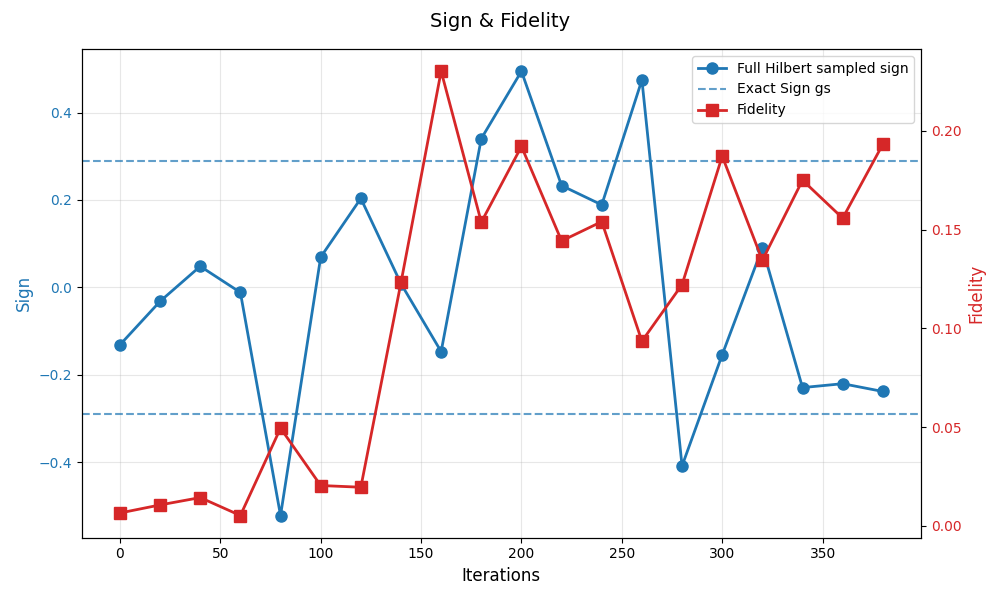 Sign & Fidelity
Full Hilbert sampled sign
Exact Sign gs
Fidelity
Sign
0.4
0.2
0.0
−0.2
−0.4
0.20
0.15
0.10
0.05
0.00
Fidelity
0 50 100 150 200 250 300 350
Iterations